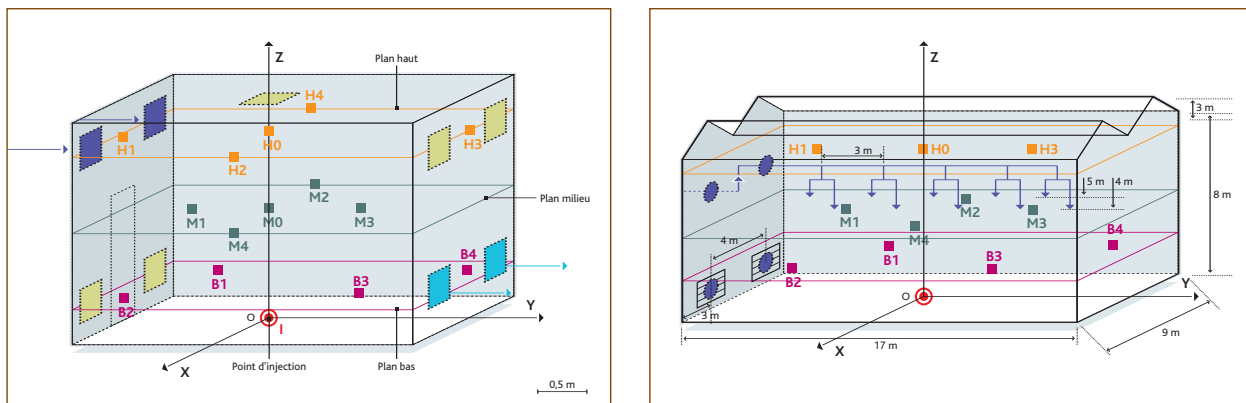 Z
Plan haut
H4
H1
H0
H3
H2
M2
Plan milieu
M1
M0
M3
M4
B4
B1
B3
B2
Y
O
I
X
Point d'injection
Plan bas
0,5 m
Z
3 m
H1
H0
H3
3 m
5 m
4 m
8 m
M2
M1
M3
M4
4 m
B4
B1
B2
B3
O
Y
3 m
X
17 m
9 m